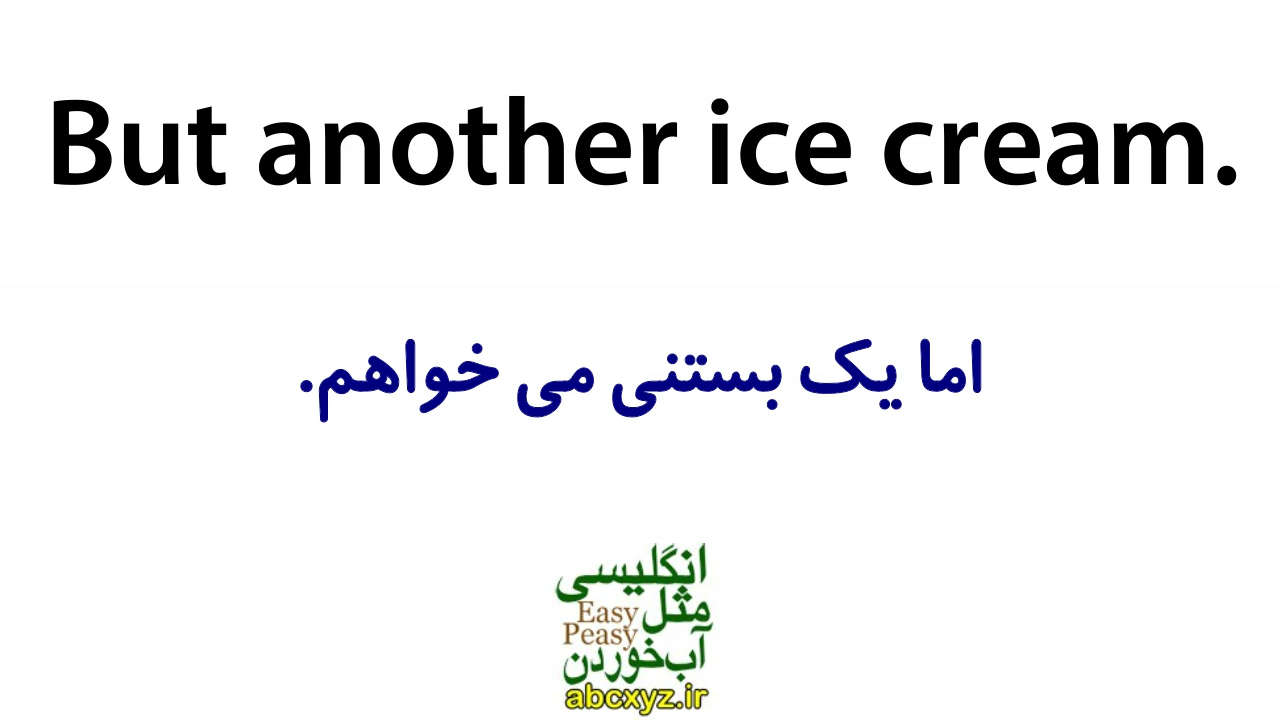 But another ice cream.
اما یک بستنی می خواهم.
انگلیسی
مثل Easy
Peasy
آب‌خوردن
abcxyz.ir